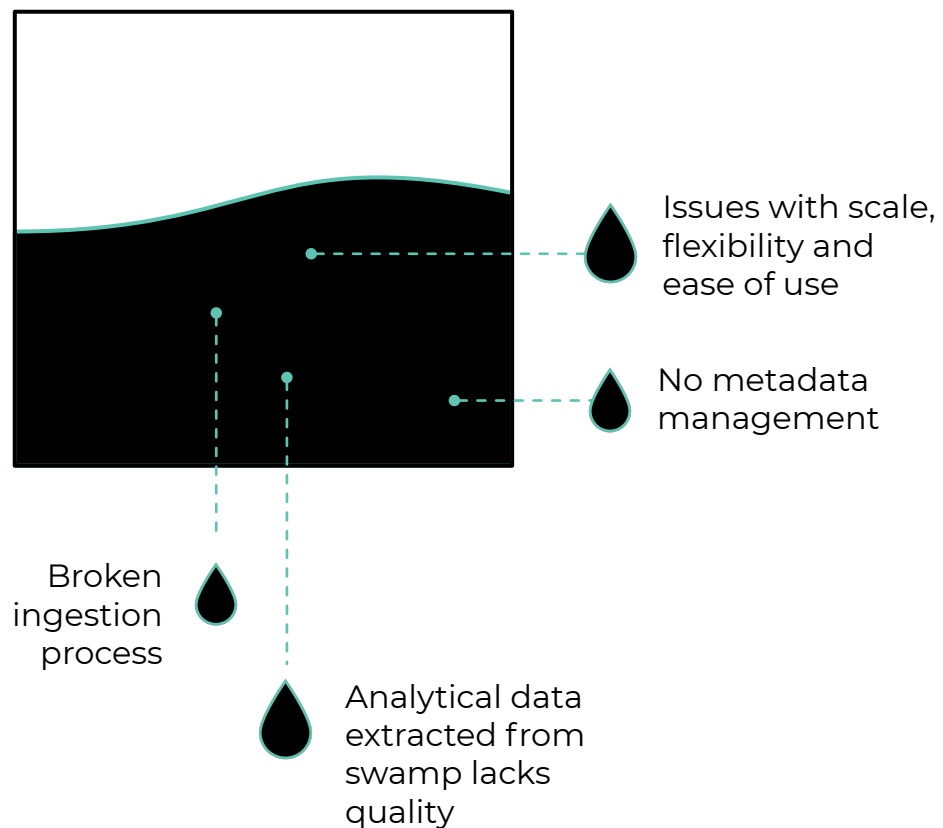 Issues with scale,
flexibility and
ease of use
No metadata
management
Broken
ingestion
process
Analytical data
extracted from
swamp lacks
quality